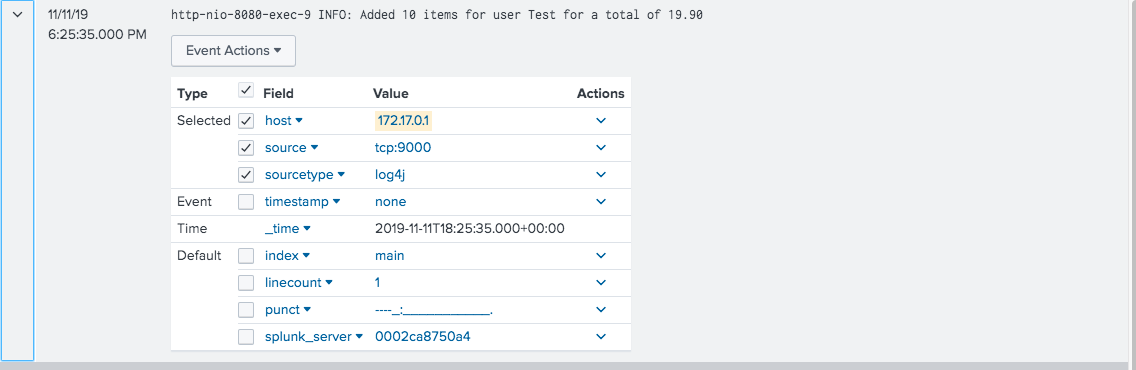 11/11/19
6:25:35.000 PM
http-nio-8080-exec-9 INFO: Added 10 items for user Test for a total of 19.90
Event Actions
Type Field Value Actions
Selected host 172.17.0.1
source tcp:9000
sourcetype log4j
Event timestamp none
Time _time 2019-11-11T18:25:35.000+00:00
Default index main
linecount 1
punct ----_:____________.
splunk_server 0002ca8750a4